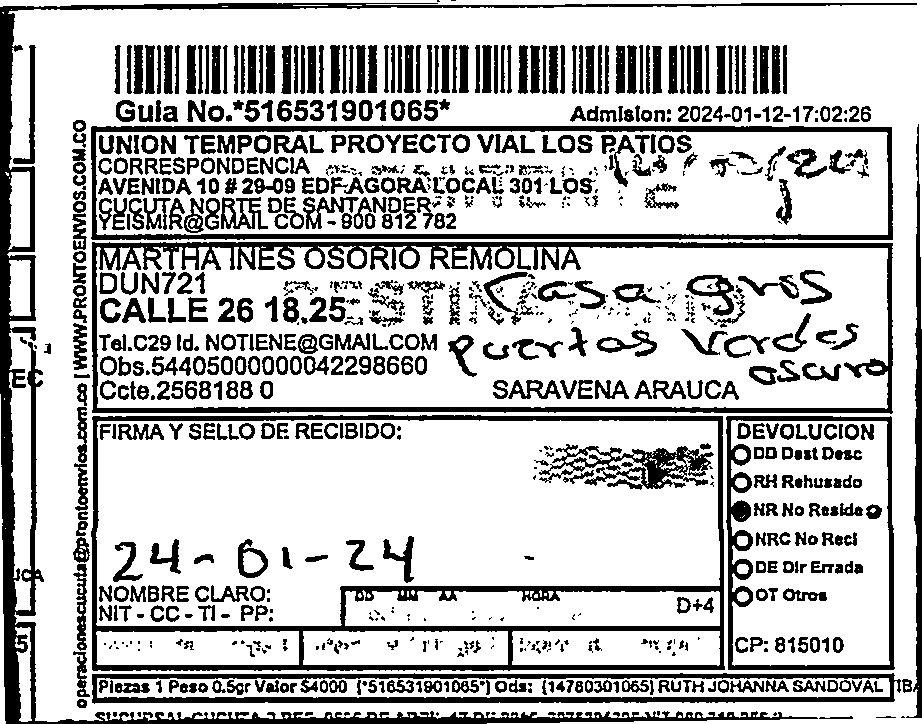 Guia No.*516531901065*
Admision: 2024-01-12-17:02:26
UNION TEMPORAL PROYECTO VIAL LOS PATIOS
CORRESPONDENCIA
AVENIDA 10 # 29-09 EDF AGORA LOCAL 301 LOS
CUCUTA NORTE DE SANTANDER
YEISMIR@GMAIL COM - 900 812 782
MARTHA INES OSORIO REMOLINA
DUN721
CALLE 26 18.25
Casa gris
Tel.C29 Id. NOTIENE@GMAIL.COM
puertas Verdes
oscuro
Obs.54405000000042298660
Ccte.2568188 0
SARAVENA ARAUCA
FIRMA Y SELLO DE RECIBIDO:
24-01-24
NOMBRE CLARO:
NIT - CC - TI - PP:
DD MM AA HORA
D+4
DEVOLUCION
DD Dest Desc
RH Rehusado
NR No Reside
NRC No Recl
DE Dir Errada
OT Otros
CP: 815010
Piezas 1 Peso 0.5gr Valor $4000 (*516531901065*) Ods: (14780301065) RUTH JOHANNA SANDOVAL
operacionescucuta@prontoenvios.com.co | WWW.PRONTOENVIOS.COM.CO